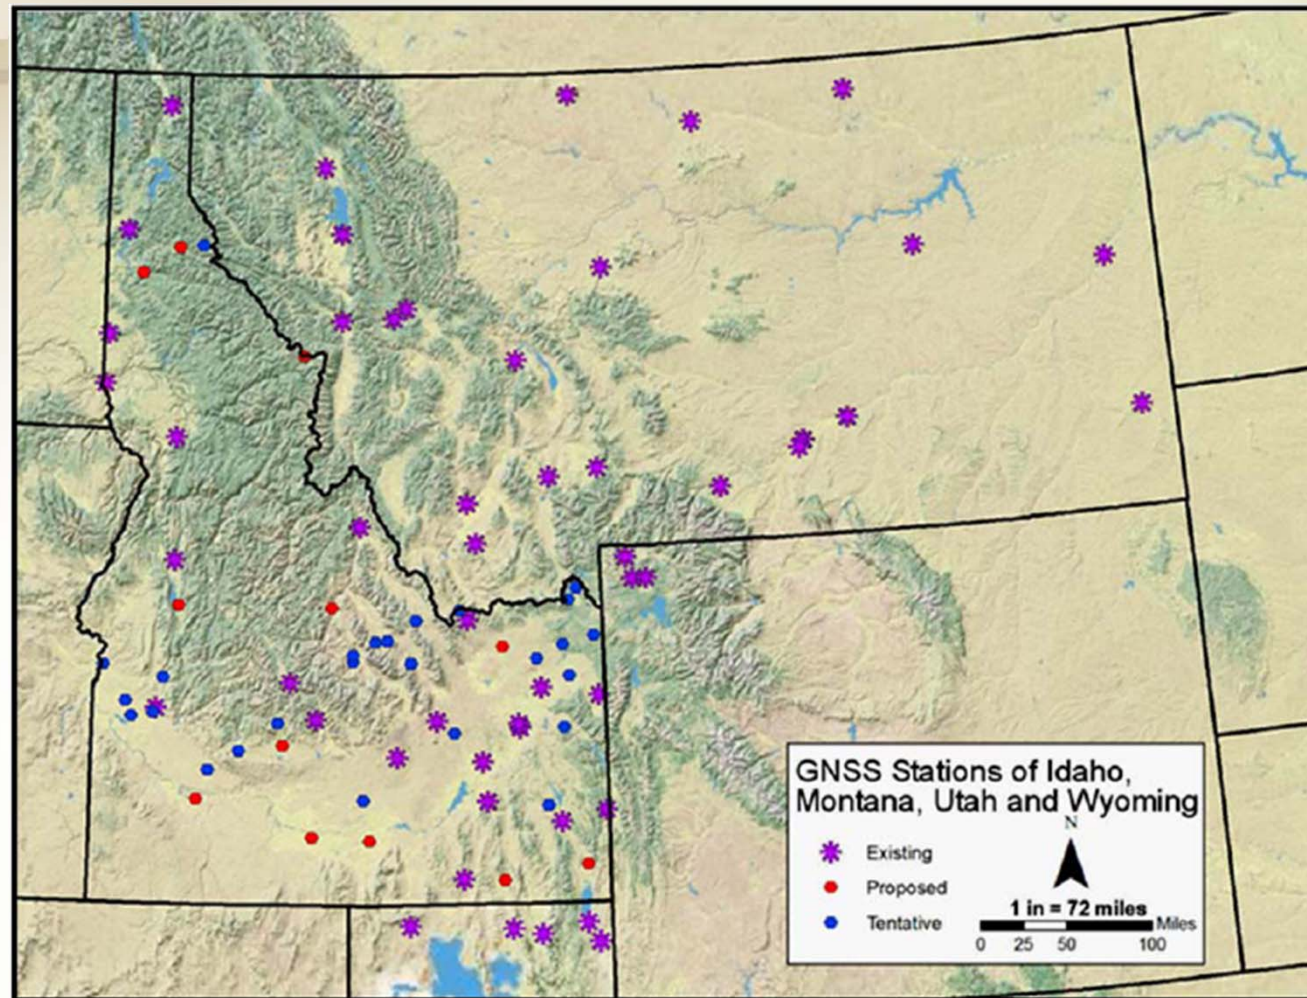 GNSS Stations of Idaho,
Montana, Utah and Wyoming
N
Existing
Proposed
Tentative
1 in = 72 miles
Miles
0 25 50 100